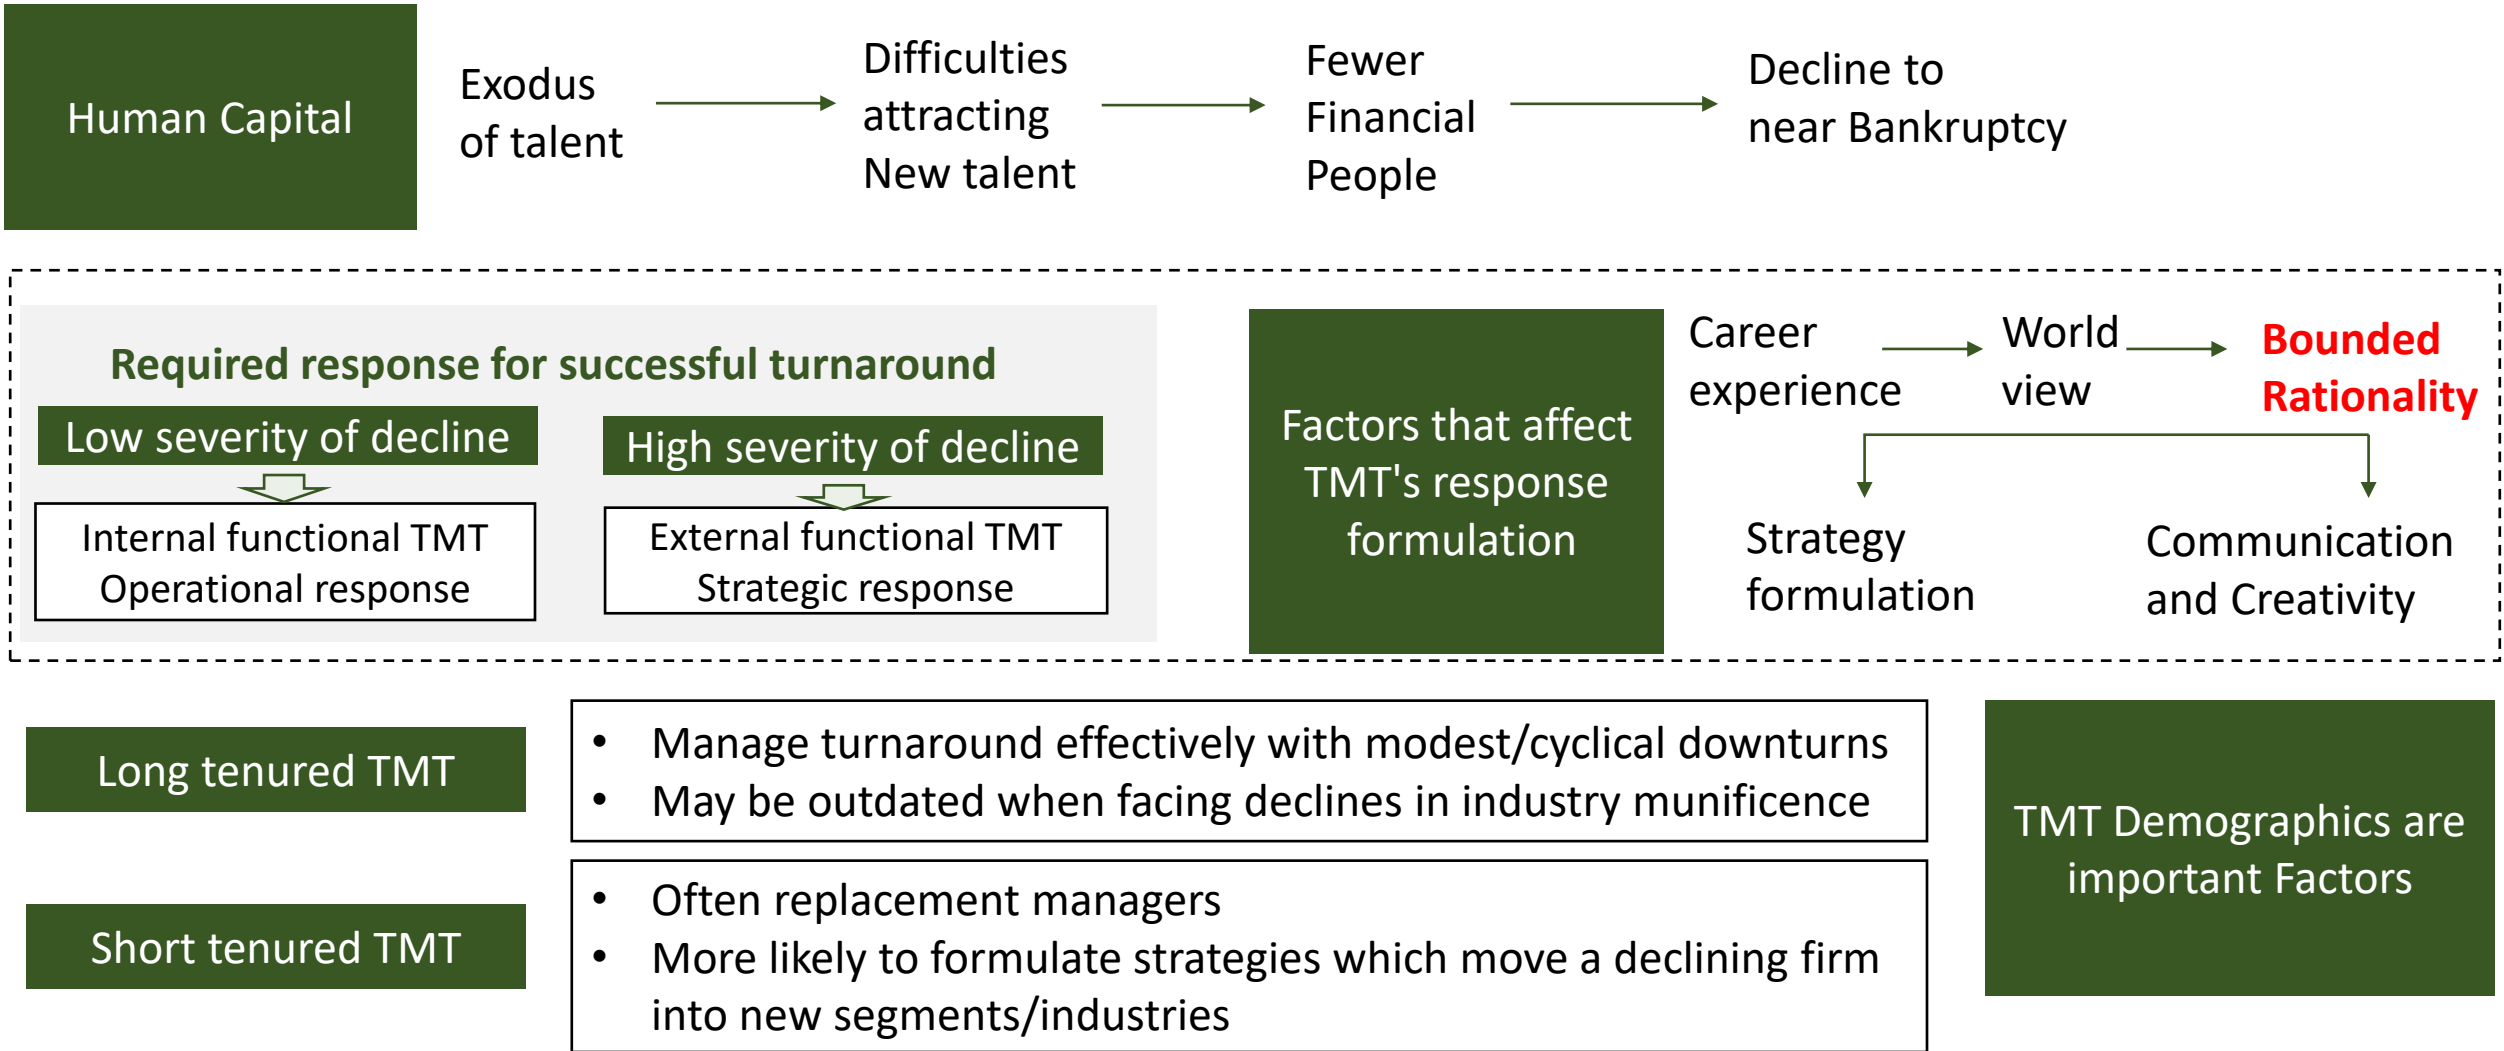 Human Capital
Exodus
of talent
Difficulties
attracting
New talent
Fewer
Financial
People
Decline to
near Bankruptcy
Required response for successful turnaround
Low severity of decline
Internal functional TMT
Operational response
High severity of decline
External functional TMT
Strategic response
Factors that affect
TMT's response
formulation
Career
experience
World
view
Bounded
Rationality
Strategy
formulation
Communication
and Creativity
Long tenured TMT
• Manage turnaround effectively with modest/cyclical downturns
• May be outdated when facing declines in industry munificence
Short tenured TMT
• Often replacement managers
• More likely to formulate strategies which move a declining firm
into new segments/industries
TMT Demographics are
important Factors